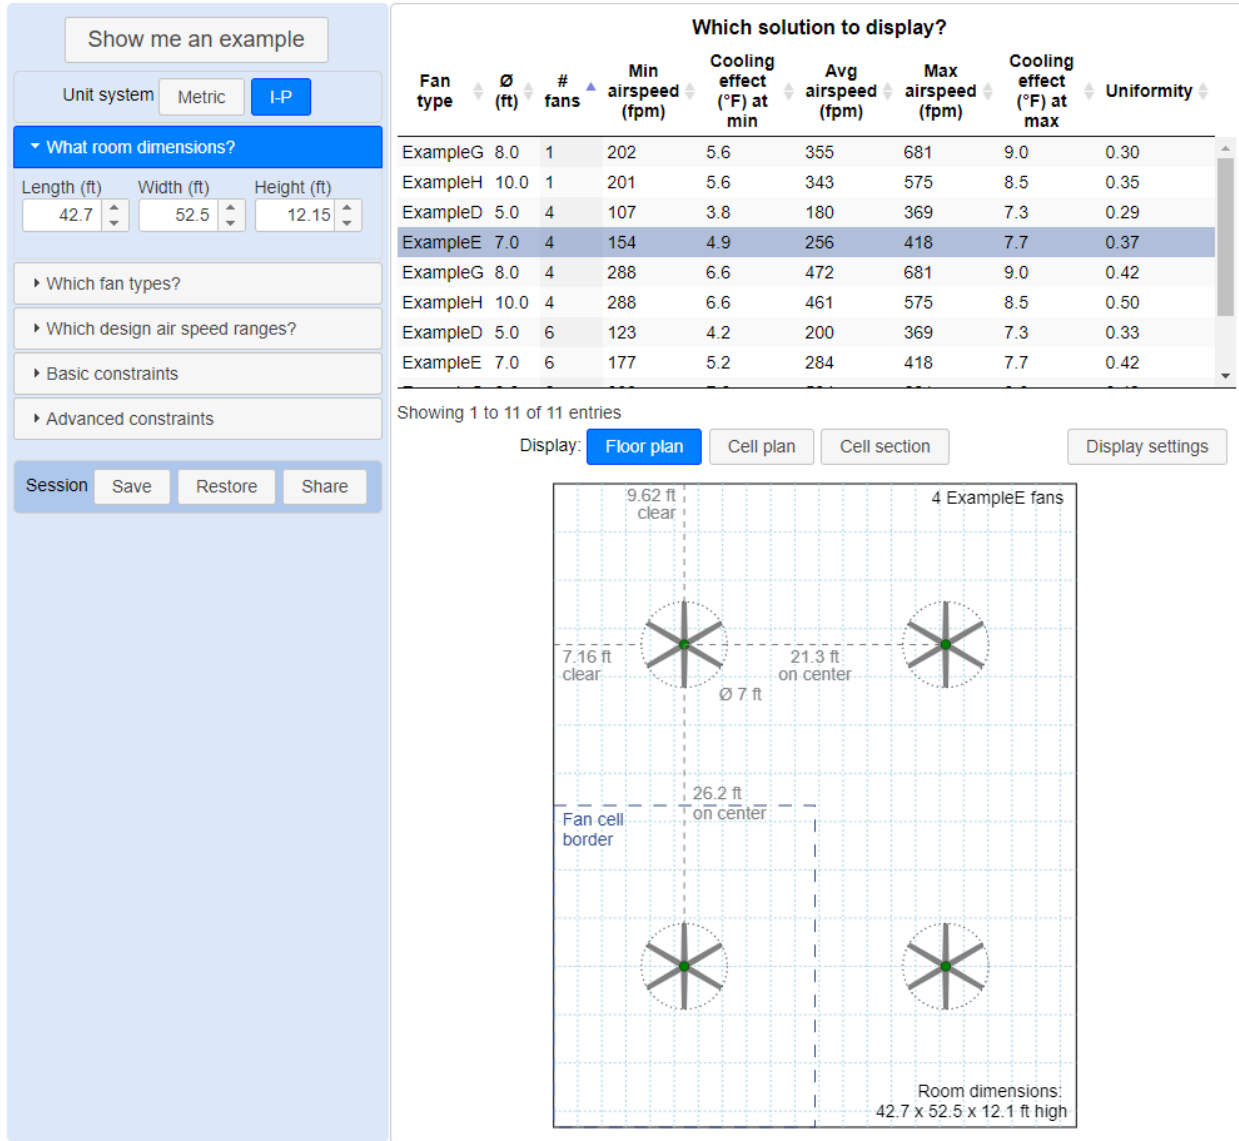 Show me an example
Unit system Metric I-P
What room dimensions?
Length (ft) Width (ft) Height (ft)
42.7 52.5 12.15
Which fan types?
Which design air speed ranges?
Basic constraints
Advanced constraints
Session Save Restore Share
Which solution to display?
Fan type Ø (ft) # fans Min airspeed (fpm) Cooling effect (°F) at min Avg airspeed (fpm) Max airspeed (fpm) Cooling effect (°F) at max Uniformity
ExampleG 8.0 1 202 5.6 355 681 9.0 0.30
ExampleH 10.0 1 201 5.6 343 575 8.5 0.35
ExampleD 5.0 4 107 3.8 180 369 7.3 0.29
ExampleE 7.0 4 154 4.9 256 418 7.7 0.37
ExampleG 8.0 4 288 6.6 472 681 9.0 0.42
ExampleH 10.0 4 288 6.6 461 575 8.5 0.50
ExampleD 5.0 6 123 4.2 200 369 7.3 0.33
ExampleE 7.0 6 177 5.2 284 418 7.7 0.42
Showing 1 to 11 of 11 entries
Display: Floor plan Cell plan Cell section Display settings
9.62 ft
clear
4 ExampleE fans
7.16 ft
clear
21.3 ft
on center
Ø 7 ft
26.2 ft
on center
Fan cell
border
Room dimensions:
42.7 x 52.5 x 12.1 ft high